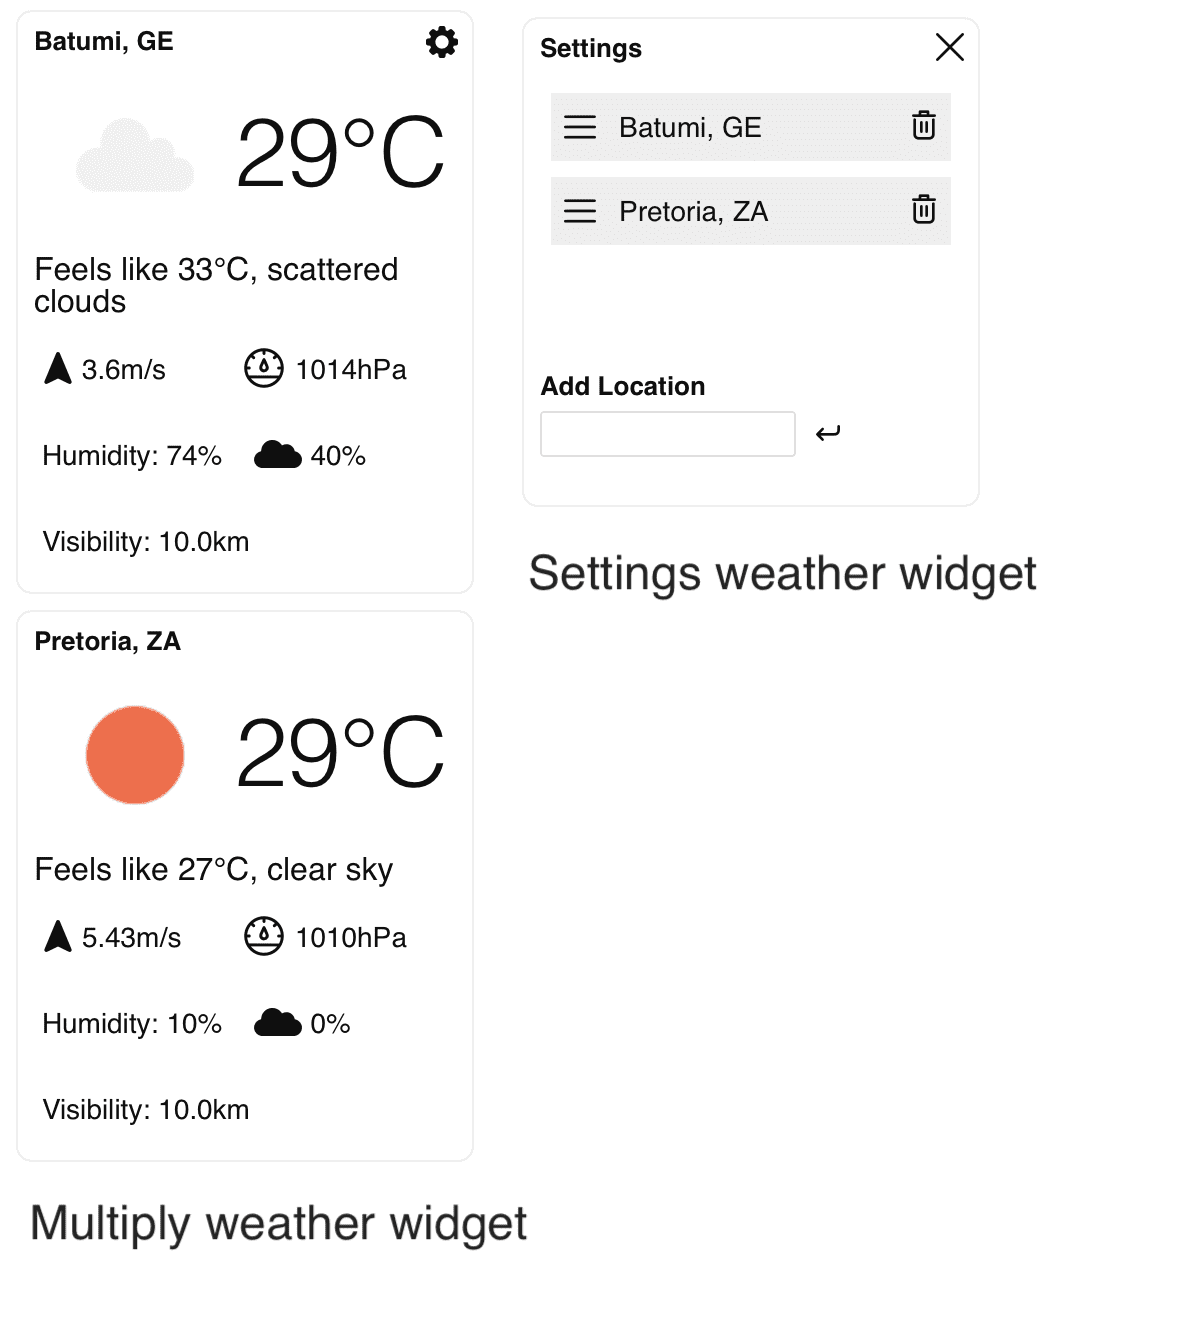 Batumi, GE
29°C
Feels like 33°C, scattered
clouds
3.6m/s
1014hPa
Humidity: 74%
40%
Visibility: 10.0km
Pretoria, ZA
29°C
Feels like 27°C, clear sky
5.43m/s
1010hPa
Humidity: 10%
0%
Visibility: 10.0km
Multiply weather widget
Settings
Batumi, GE
Pretoria, ZA
Add Location
Settings weather widget